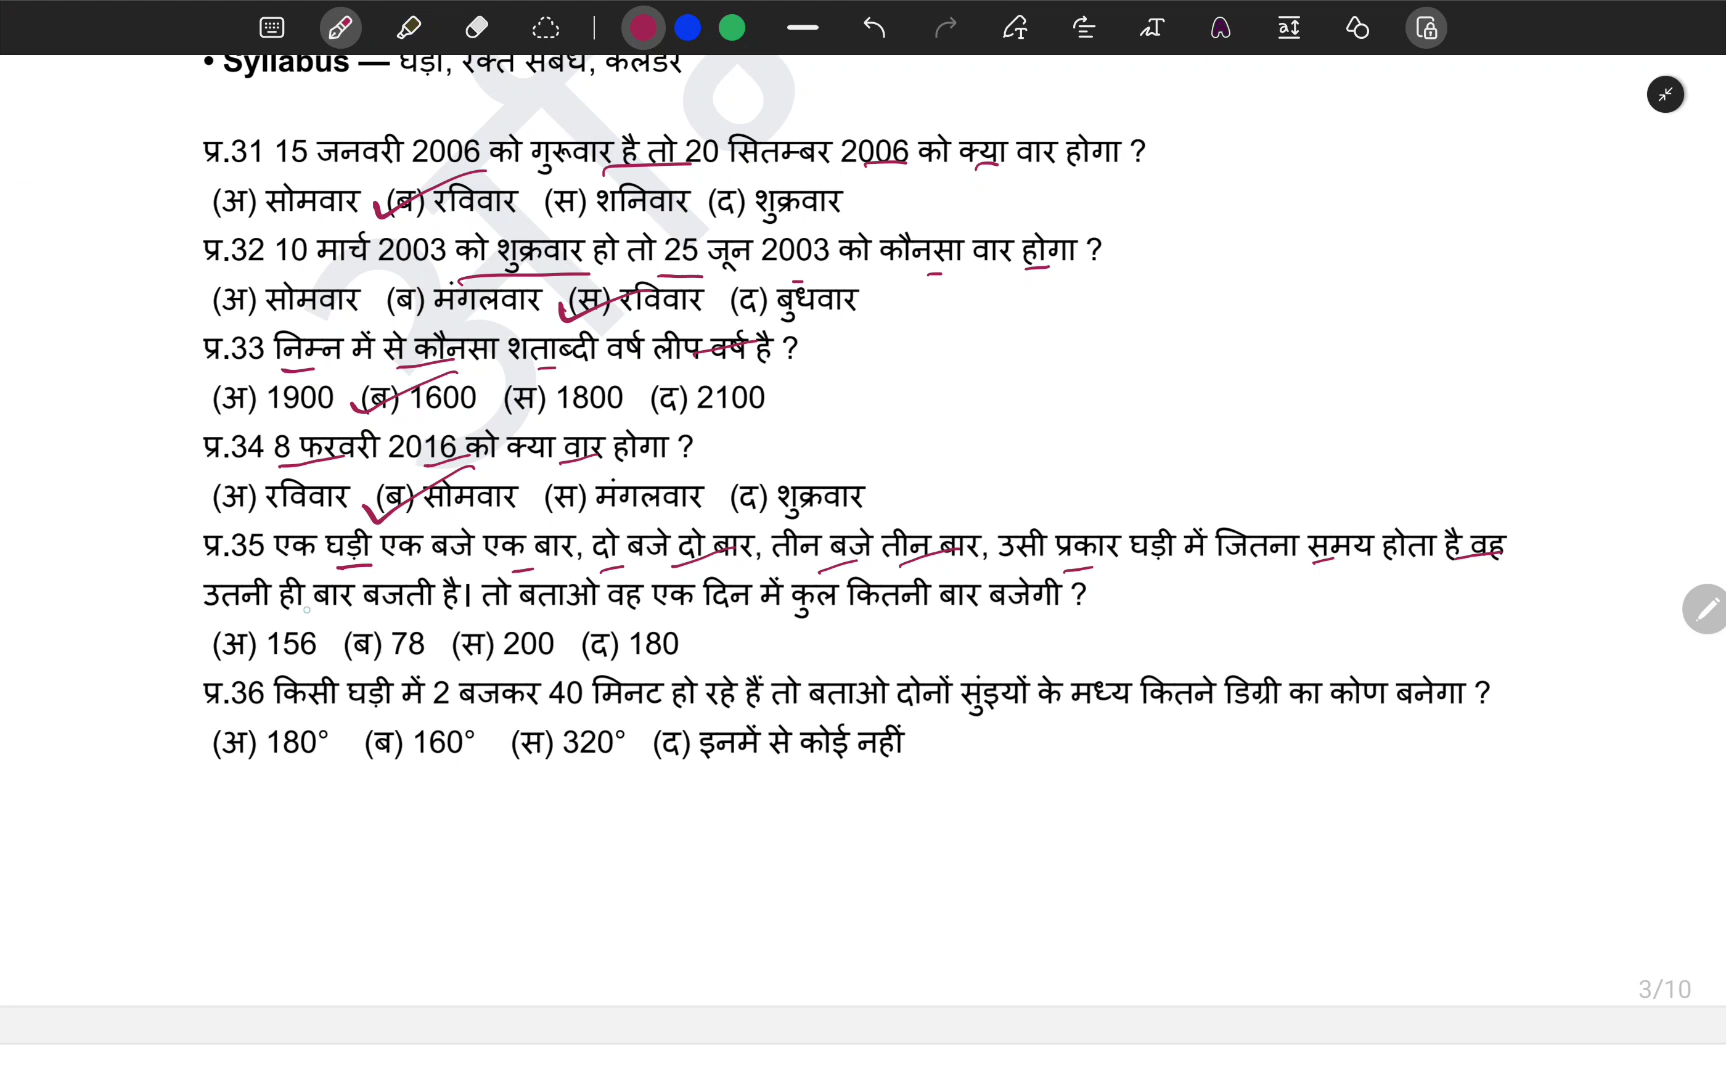 • Syllabus — घड़ी, रक्त संबंध, कैलेंडर
प्र.31 15 जनवरी 2006 को गुरूवार है तो 20 सितम्बर 2006 को क्या वार होगा ?
(अ) सोमवार (ब) रविवार (स) शनिवार (द) शुक्रवार
प्र.32 10 मार्च 2003 को शुक्रवार हो तो 25 जून 2003 को कौनसा वार होगा ?
(अ) सोमवार (ब) मंगलवार (स) रविवार (द) बुधवार
प्र.33 निम्न में से कौनसा शताब्दी वर्ष लीप वर्ष है ?
(अ) 1900 (ब) 1600 (स) 1800 (द) 2100
प्र.34 8 फरवरी 2016 को क्या वार होगा ?
(अ) रविवार (ब) सोमवार (स) मंगलवार (द) शुक्रवार
प्र.35 एक घड़ी एक बजे एक बार, दो बजे दो बार, तीन बजे तीन बार, उसी प्रकार घड़ी में जितना समय होता है वह
उतनी ही बार बजती है। तो बताओ वह एक दिन में कुल कितनी बार बजेगी ?
(अ) 156 (ब) 78 (स) 200 (द) 180
प्र.36 किसी घड़ी में 2 बजकर 40 मिनट हो रहे हैं तो बताओ दोनों सुंइयों के मध्य कितने डिग्री का कोण बनेगा ?
(अ) 180° (ब) 160° (स) 320° (द) इनमें से कोई नहीं
3/10